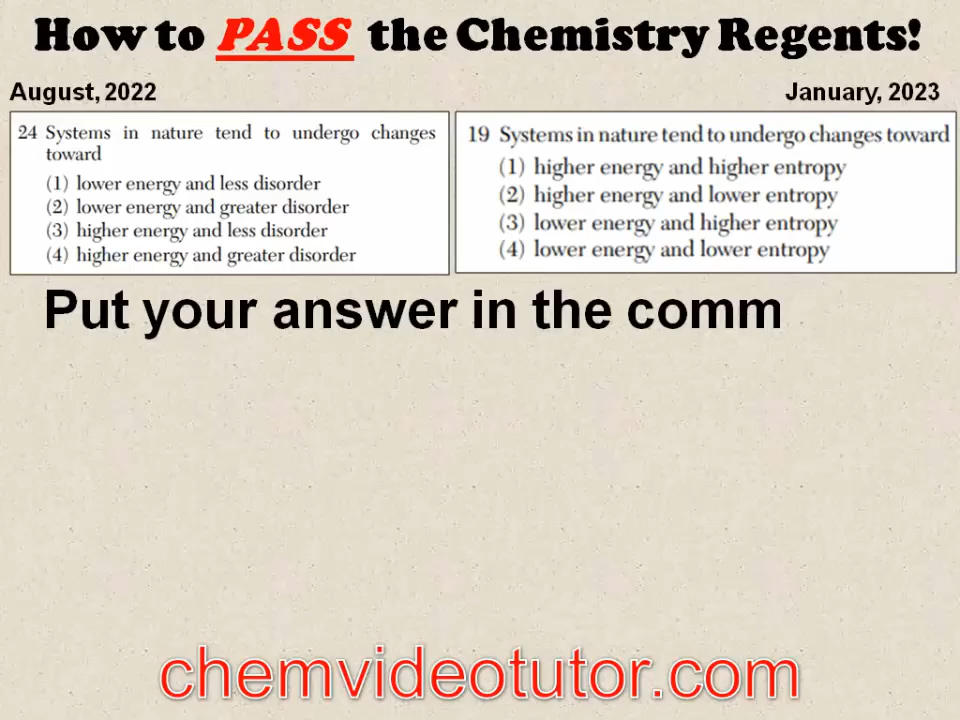 How to PASS the Chemistry Regents!
August, 2022
24 Systems in nature tend to undergo changes
toward
(1) lower energy and less disorder
(2) lower energy and greater disorder
(3) higher energy and less disorder
(4) higher energy and greater disorder
January, 2023
19 Systems in nature tend to undergo changes toward
(1) higher energy and higher entropy
(2) higher energy and lower entropy
(3) lower energy and higher entropy
(4) lower energy and lower entropy
Put your answer in the comm
chemvideotutor.com